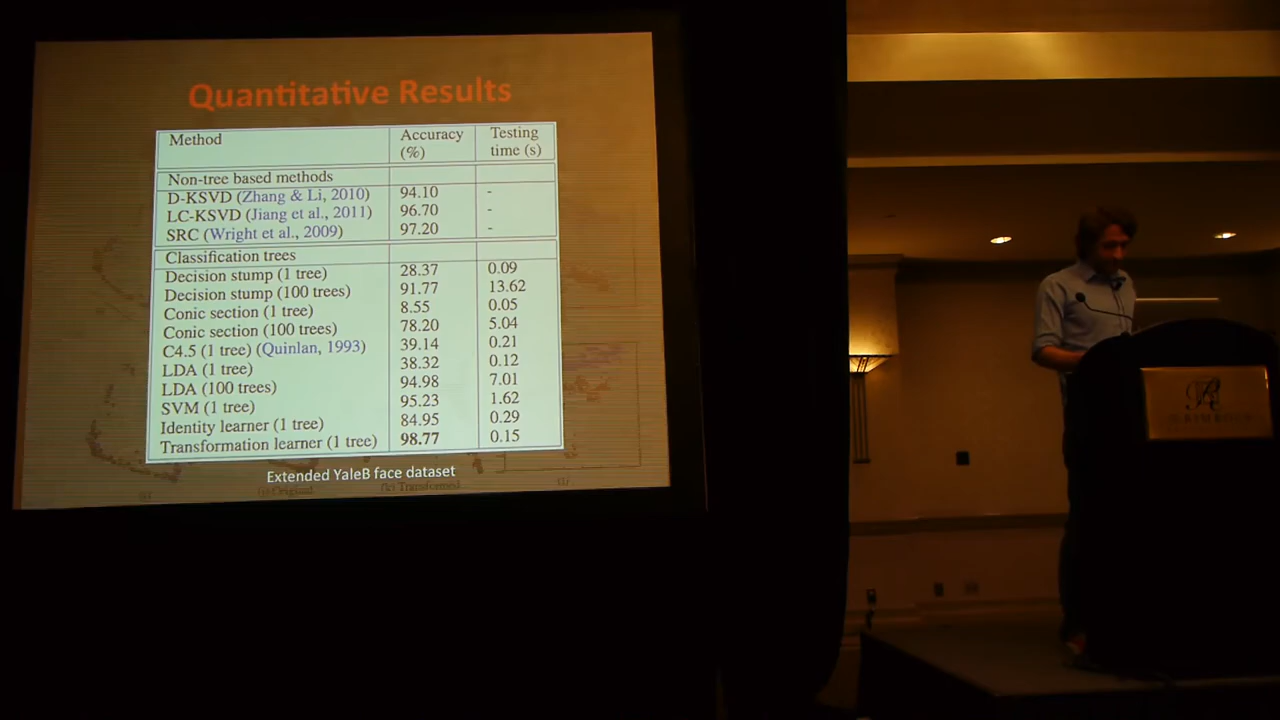 Quantitative Results
Method Accuracy (%) Testing time (s)
Non-tree based methods
D-KSVD (Zhang & Li, 2010) 94.10 -
LC-KSVD (Jiang et al., 2011) 96.70 -
SRC (Wright et al., 2009) 97.20 -
Classification trees
Decision stump (1 tree) 28.37 0.09
Decision stump (100 trees) 91.77 13.62
Conic section (1 tree) 8.55 0.05
Conic section (100 trees) 78.20 5.04
C4.5 (1 tree) (Quinlan, 1993) 39.14 0.21
LDA (1 tree) 38.32 0.12
LDA (100 trees) 94.98 7.01
SVM (1 tree) 95.23 1.62
Identity learner (1 tree) 84.95 0.29
Transformation learner (1 tree) 98.77 0.15
Extended YaleB face dataset